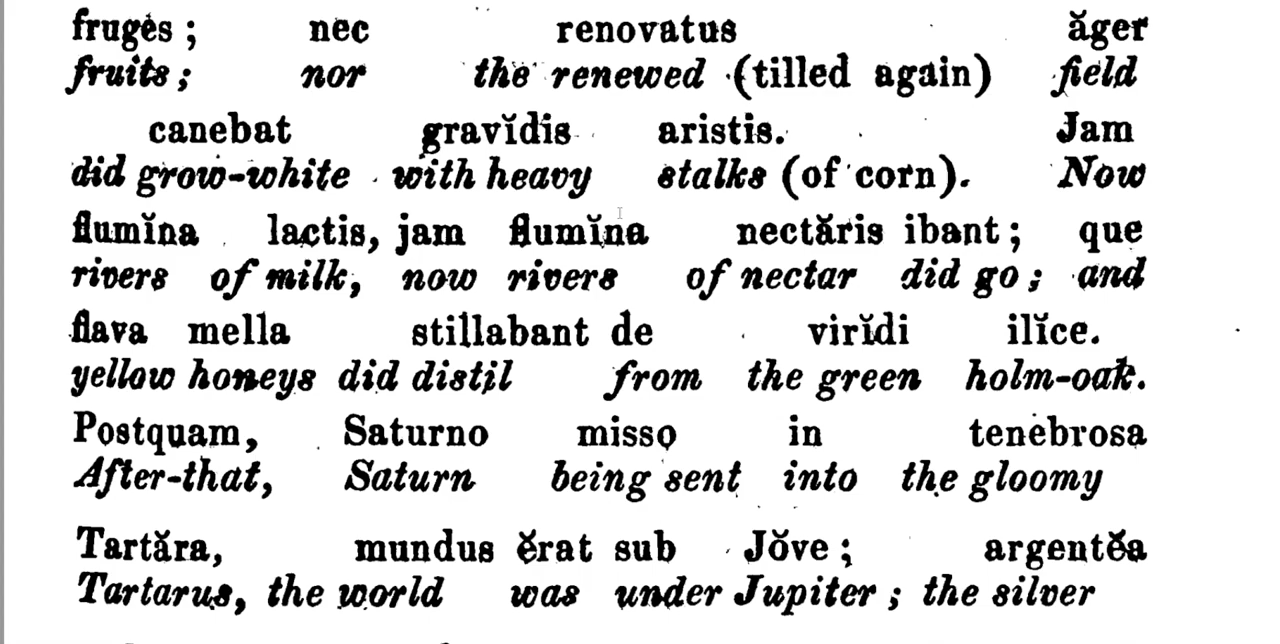 fruges ; nec renovatus ăger
fruits ; nor the renewed (tilled again) field
canebat gravĭdis aristis. Jam
did grow-white with heavy stalks (of corn). Now
flumĭna lactis, jam flumĭna nectăris ibant ; que
rivers of milk, now rivers of nectar did go ; and
flava mella stillabant de virĭdi ilĭce.
yellow honeys did distil from the green holm-oak.
Postquam, Saturno misso in tenebrosa
After-that, Saturn being sent into the gloomy
Tartăra, mundus ĕrat sub Jŏve ; argentĕa
Tartarus, the world was under Jupiter ; the silver